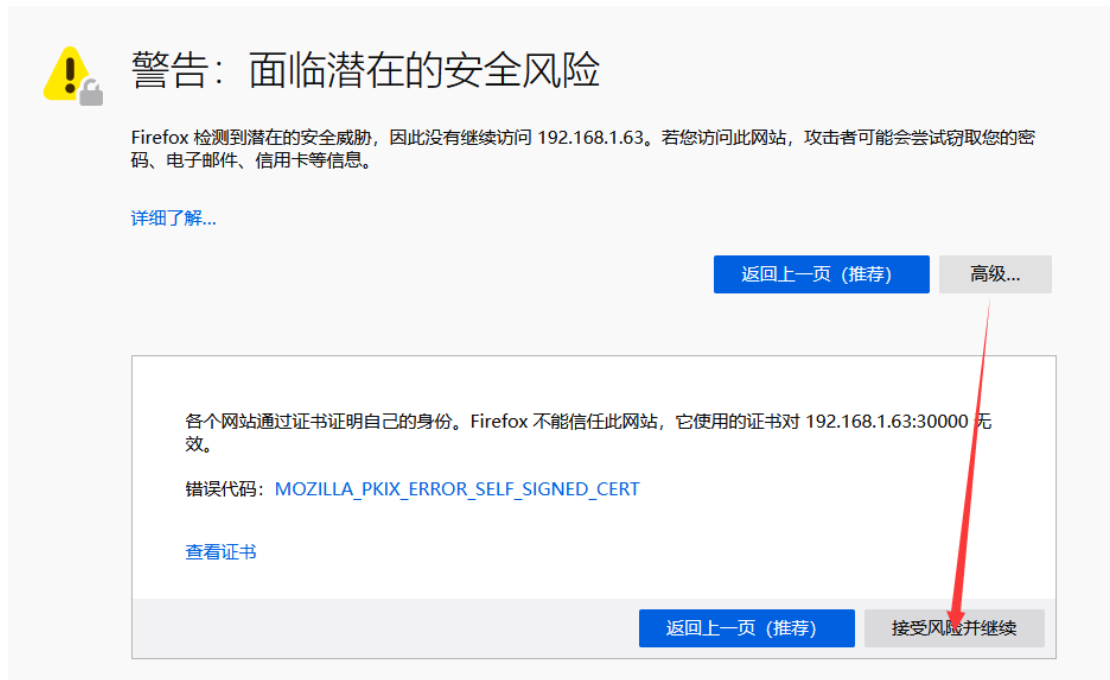 警告：面临潜在的安全风险
Firefox 检测到潜在的安全威胁，因此没有继续访问 192.168.1.63。若您访问此网站，攻击者可能会尝试窃取您的密
码、电子邮件、信用卡等信息。
详细了解...
返回上一页（推荐）
高级...
各个网站通过证书证明自己的身份。Firefox 不能信任此网站，它使用的证书对 192.168.1.63:30000 无
效。
错误代码：MOZILLA_PKIX_ERROR_SELF_SIGNED_CERT
查看证书
返回上一页（推荐）
接受风险并继续